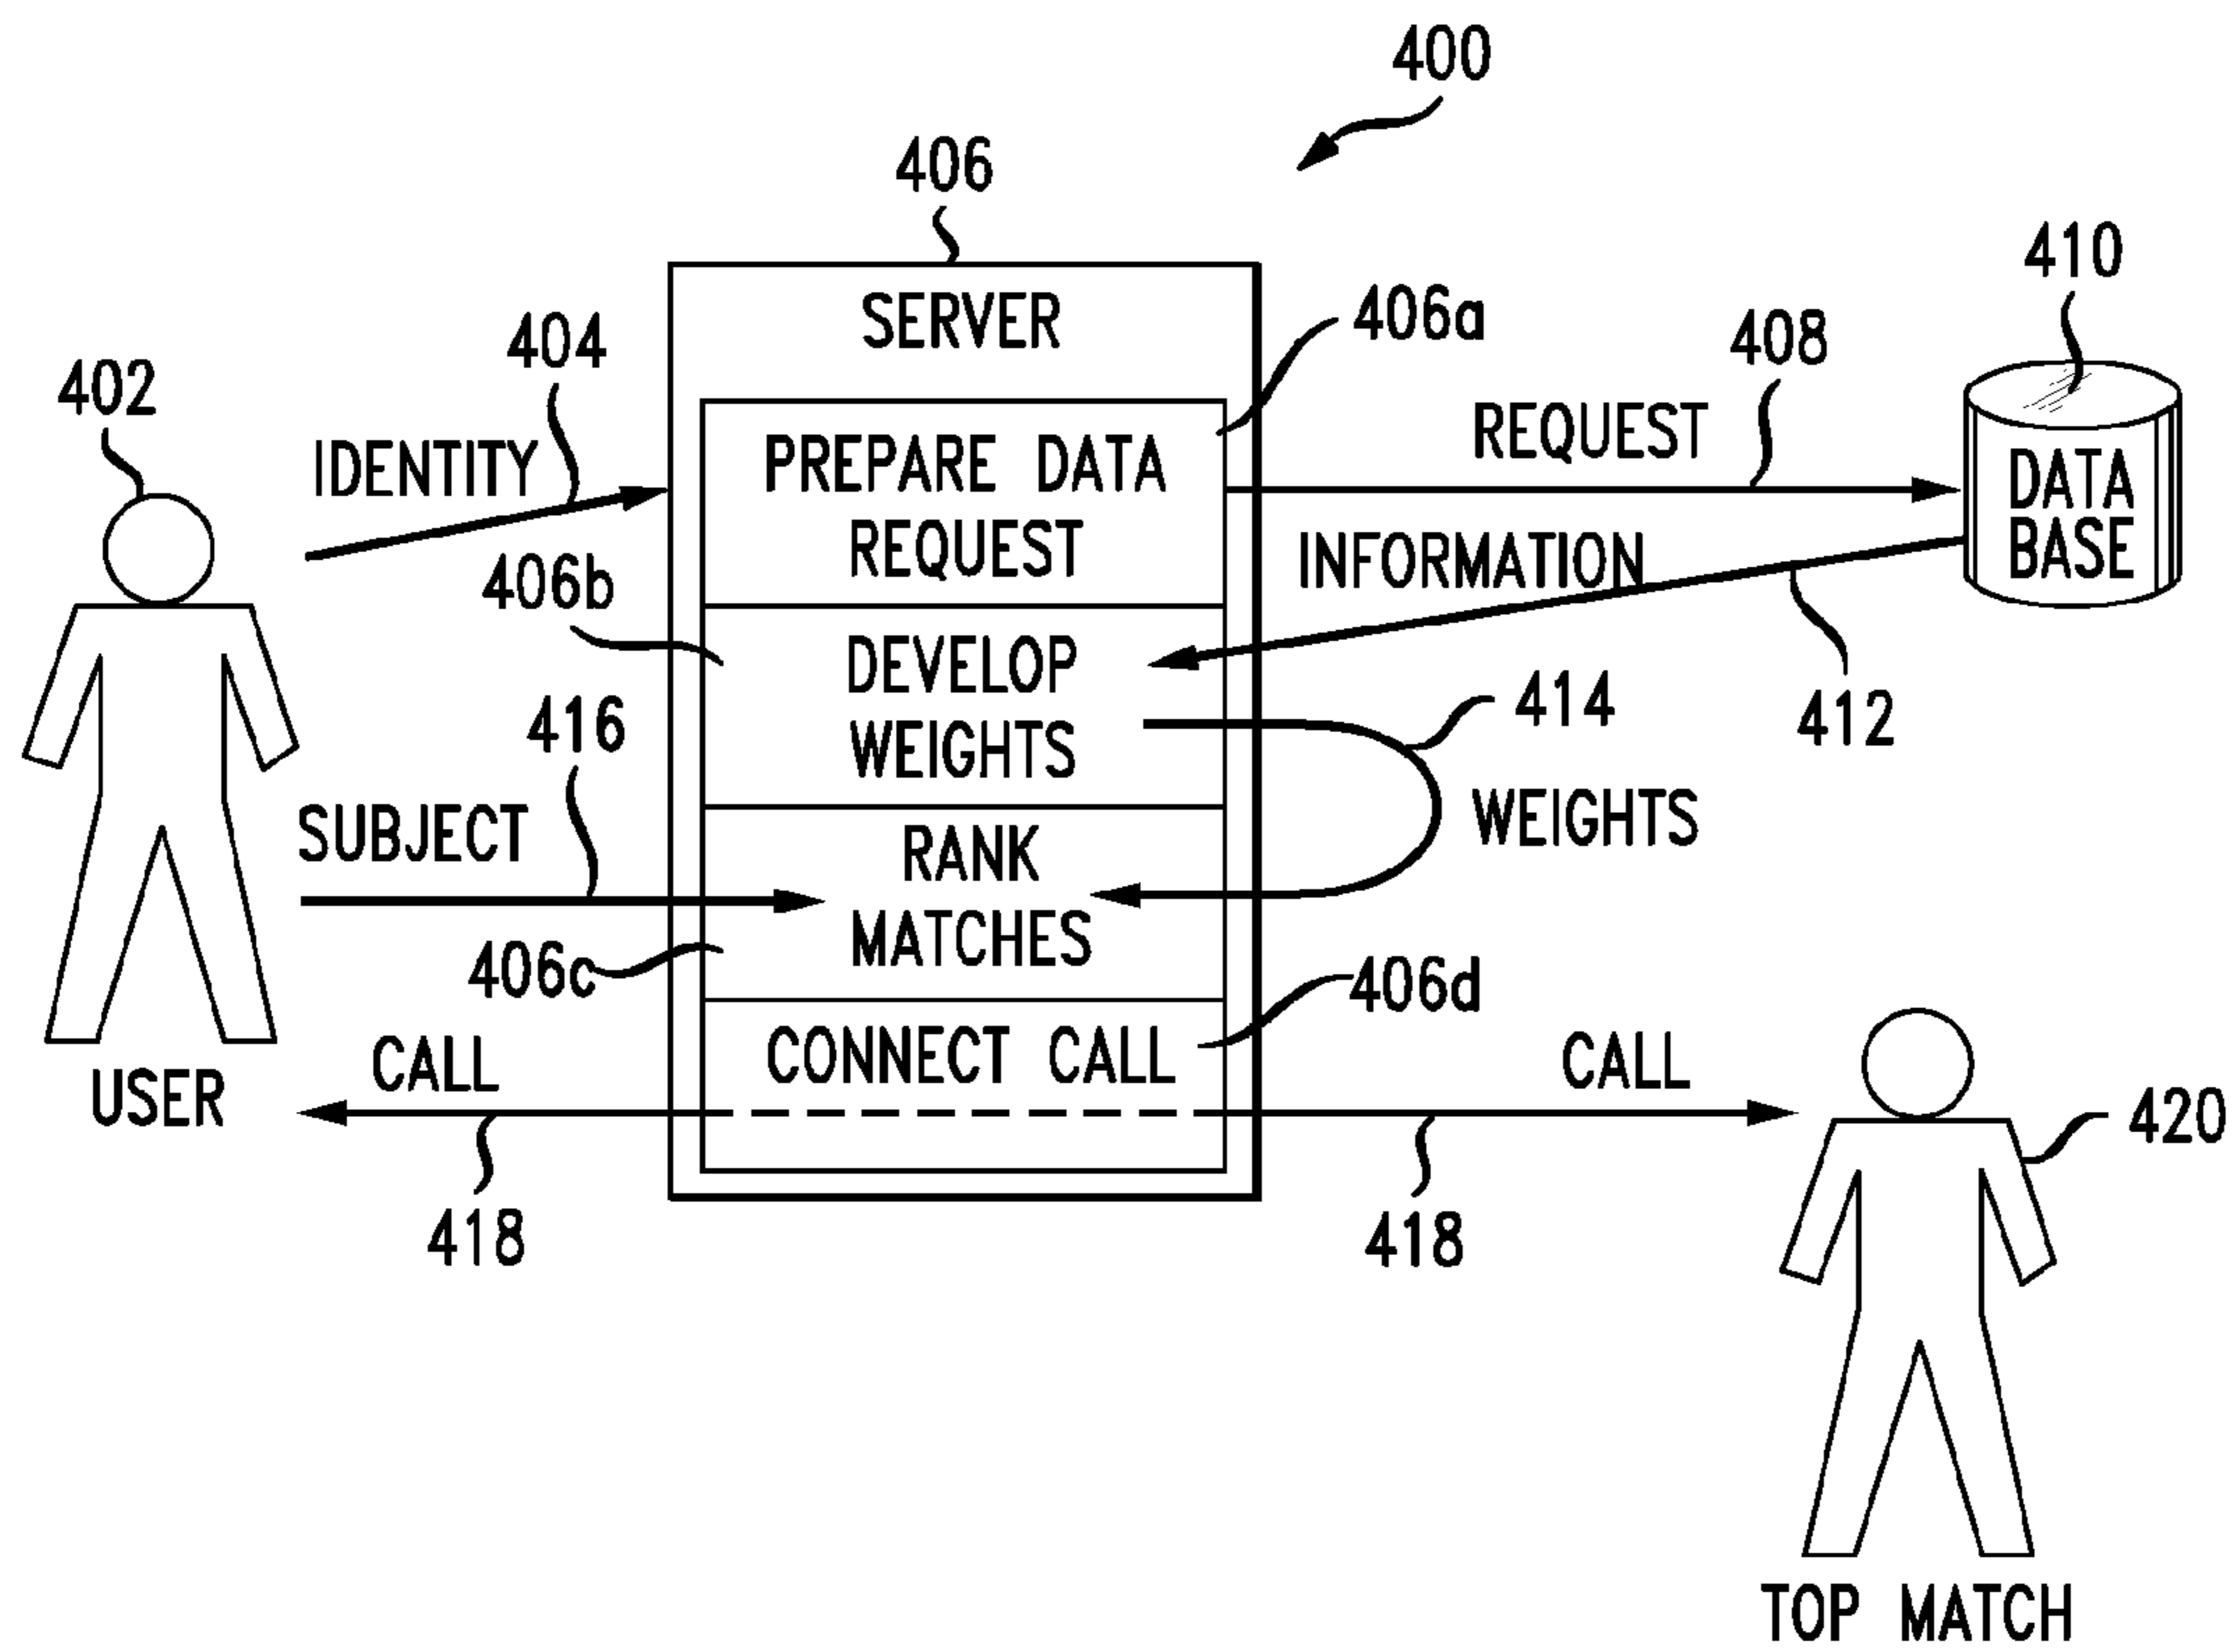 400
406
410
SERVER
406a
404
408
402
REQUEST
IDENTITY
PREPARE DATA
REQUEST
DATA
BASE
INFORMATION
406b
DEVELOP
WEIGHTS
414
412
416
WEIGHTS
SUBJECT
RANK
MATCHES
406c
406d
CONNECT CALL
CALL
CALL
USER
420
418
418
TOP MATCH